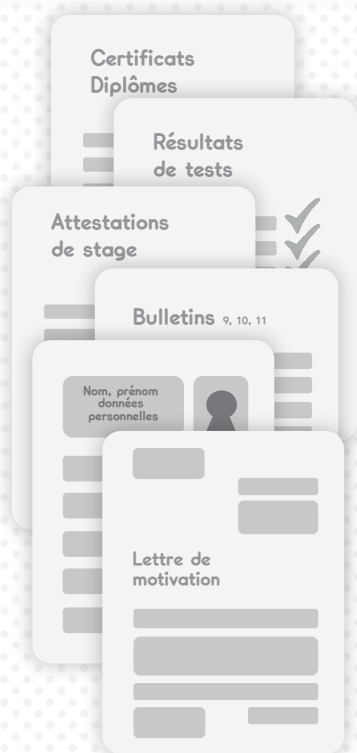 Certificats
Diplômes
Résultats
de tests
Attestations
de stage
Bulletins 9, 10, 11
Nom, prénom
données
personnelles
Lettre de
motivation